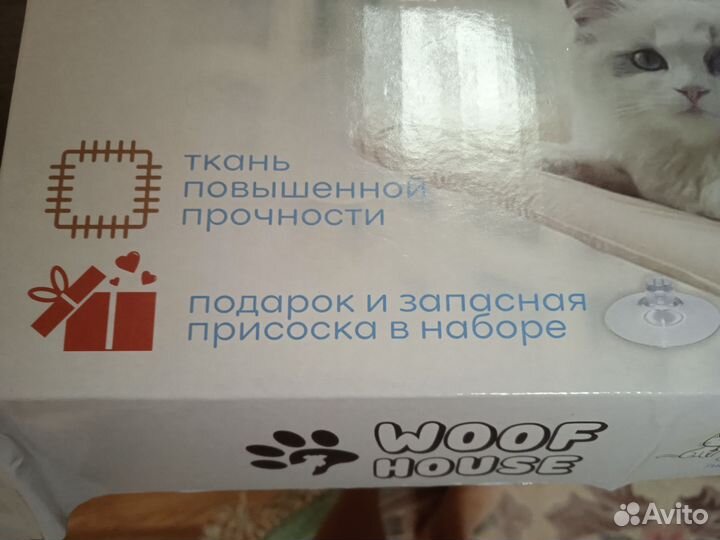 ткань
повышенной
прочности
подарок и запасная
присоска в наборе
WOOF
HOUSE
Avito